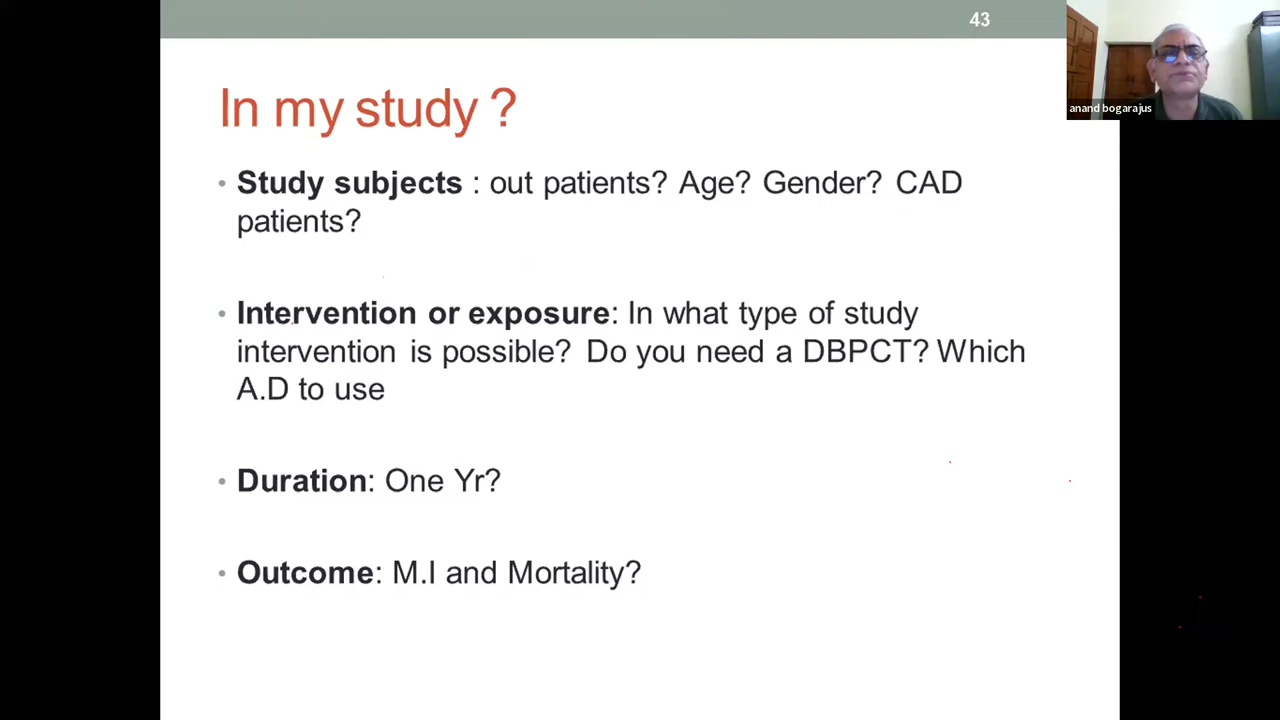 43
In my study ?
• Study subjects : out patients? Age? Gender? CAD
patients?
• Intervention or exposure: In what type of study
intervention is possible? Do you need a DBPCT? Which
A.D to use
• Duration: One Yr?
• Outcome: M.I and Mortality?
anand bogarajus